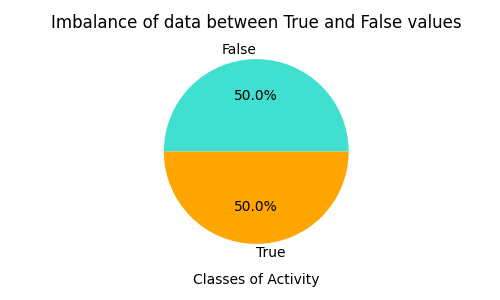 Imbalance of data between True and False values
False
50.0%
50.0%
True
Classes of Activity